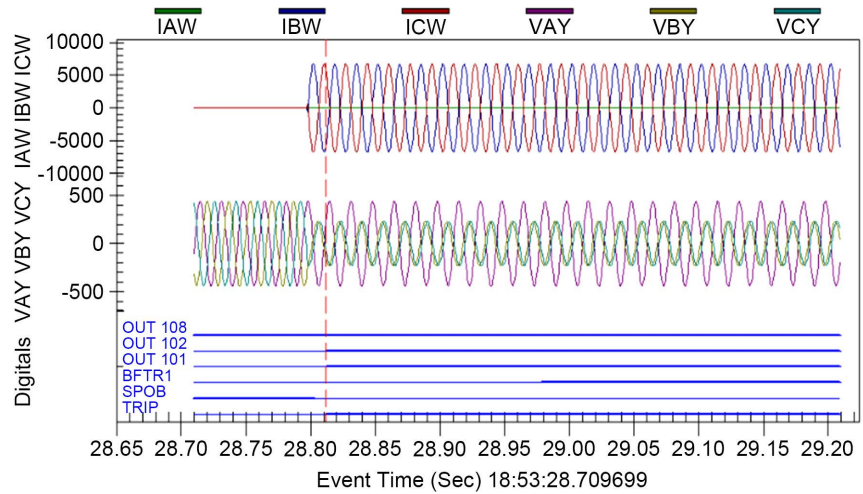 IAW IBW ICW VAY VBY VCY
10000
5000
0
-5000
-10000
IAW IBW ICW
500
0
-500
VAY VBY VCY
Digitals
OUT 108
OUT 102
OUT 101
BFTR1
SPOB
TRIP
28.65 28.70 28.75 28.80 28.85 28.90 28.95 29.00 29.05 29.10 29.15 29.20
Event Time (Sec) 18:53:28.709699